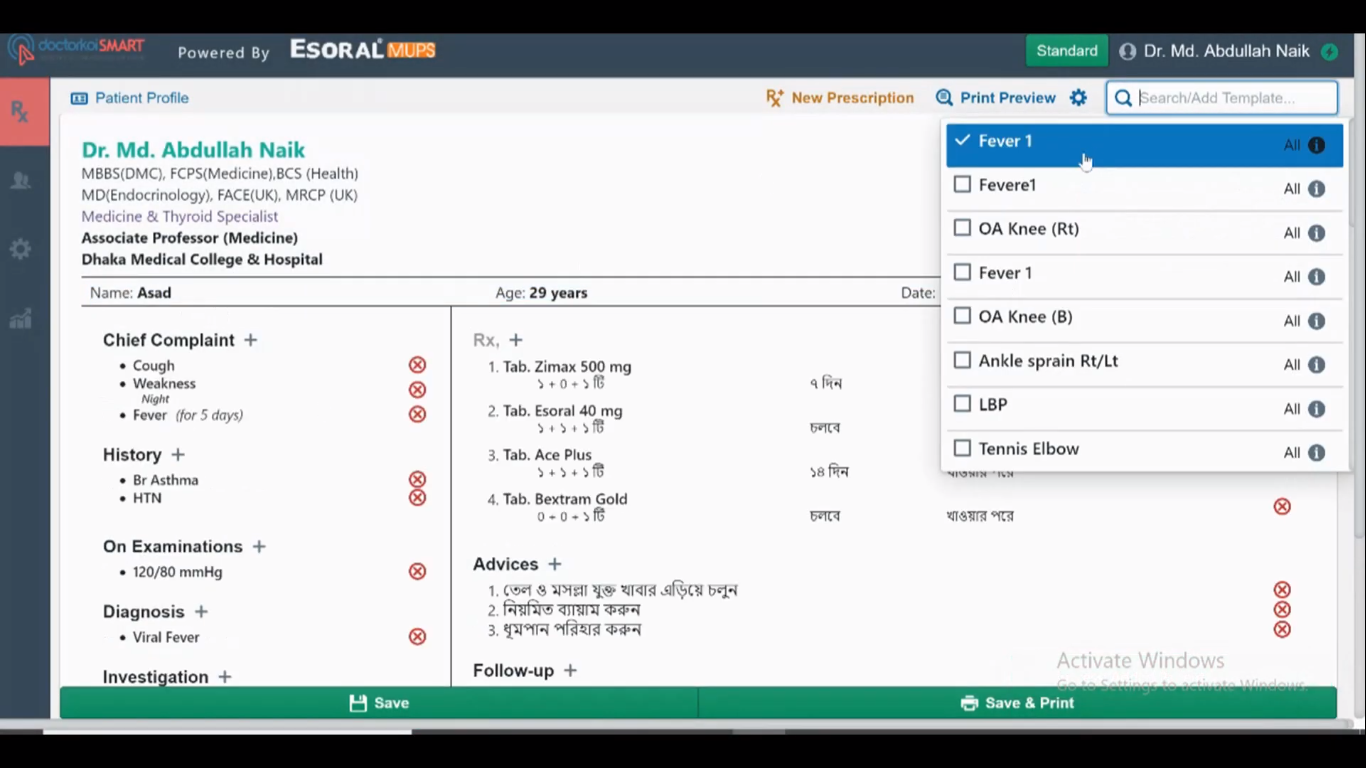 doctorkoiSMART
Powered By ESORAL MUPS
Standard
Dr. Md. Abdullah Naik
Patient Profile
New Prescription
Print Preview
Search/Add Template...
Fever 1 All
Fevere1 All
OA Knee (Rt) All
Fever 1 All
OA Knee (B) All
Ankle sprain Rt/Lt All
LBP All
Tennis Elbow All
Dr. Md. Abdullah Naik
MBBS(DMC), FCPS(Medicine),BCS (Health)
MD(Endocrinology), FACE(UK), MRCP (UK)
Medicine & Thyroid Specialist
Associate Professor (Medicine)
Dhaka Medical College & Hospital
Name: Asad
Age: 29 years
Date:
Chief Complaint +
• Cough
• Weakness
Night
• Fever (for 5 days)
History +
• Br Asthma
• HTN
On Examinations +
• 120/80 mmHg
Diagnosis +
• Viral Fever
Investigation +
Rx, +
1. Tab. Zimax 500 mg
১ + 0 + ১ টি ৭ দিন
2. Tab. Esoral 40 mg
১ + ১ + ১ টি চলবে
3. Tab. Ace Plus
১ + ১ + ১ টি ১৪ দিন খাওয়ার পরে
4. Tab. Bextram Gold
0 + 0 + ১ টি চলবে খাওয়ার পরে
Advices +
1. তেল ও মসল্লা যুক্ত খাবার এড়িয়ে চলুন
2. নিয়মিত ব্যায়াম করুন
3. ধূমপান পরিহার করুন
Follow-up +
Activate Windows
Go to Settings to activate Windows.
Save
Save & Print